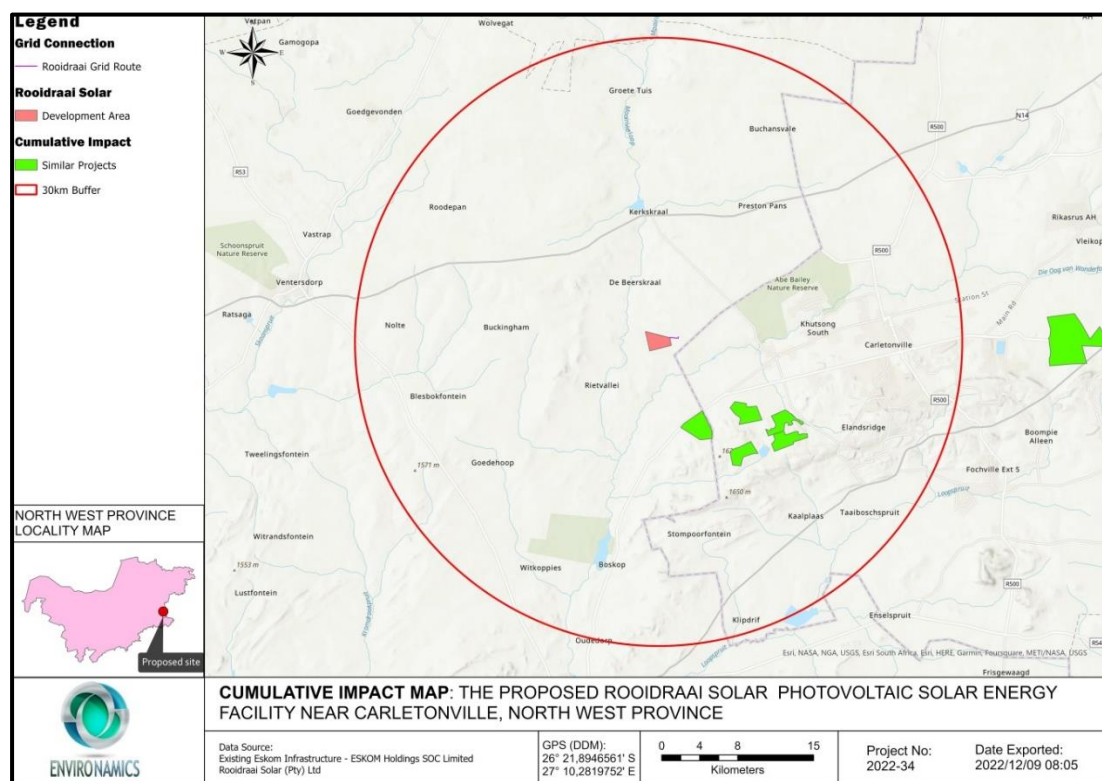 Legend
Grid Connection
Rooidraai Grid Route
Rooidraai Solar
Development Area
Cumulative Impact
Similar Projects
30km Buffer
NORTH WEST PROVINCE
LOCALITY MAP
Proposed site
ENVIRONAMICS
N
W
E
S
Gamogopa
Wolvegat
AH
Goedgevonden
Groete Tuis
Mooirivierloop
Buchansvale
R500
N14
R53
Roodepan
Kerkskraal
Preston Pans
Rikasrus AH
Vastrap
Schoonspruit
Nature Reserve
R500
Vleikop
Ventersdorp
De Beerskraal
Abe Bailey
Nature Reserve
Station St
Main Rd
Ratsaga
Schoonspruit
Nolte
Buckingham
Khutsong
South
Carletonville
Rietvallei
Blesbokfontein
R500
Elandsridge
Boompie
Alleen
Tweelingsfontein
1571 m
Goedehoop
1650 m
Fochville Ext 5
Loopspruit
Kaalplaas
Taaiboschspruit
Stompoorfontein
Witrandsfontein
1553 m
Witkoppies
Boskop
Lustfontein
R500
Klipdrif
Enselspruit
Oudedorp
Loopspruit
R54
Esri, NASA, NGA, USGS, Esri South Africa, Esri, HERE, Garmin, Foursquare, METI/NASA, USGS
Frisgewaagd
CUMULATIVE IMPACT MAP: THE PROPOSED ROOIDRAAI SOLAR PHOTOVOLTAIC SOLAR ENERGY
FACILITY NEAR CARLETONVILLE, NORTH WEST PROVINCE
Data Source:
Existing Eskom Infrastructure - ESKOM Holdings SOC Limited
Rooidraai Solar (Pty) Ltd
GPS (DDM):
26° 21,8946561' S
27° 10,2819752' E
0 4 8 15
Kilometers
Project No:
2022-34
Date Exported:
2022/12/09 08:05